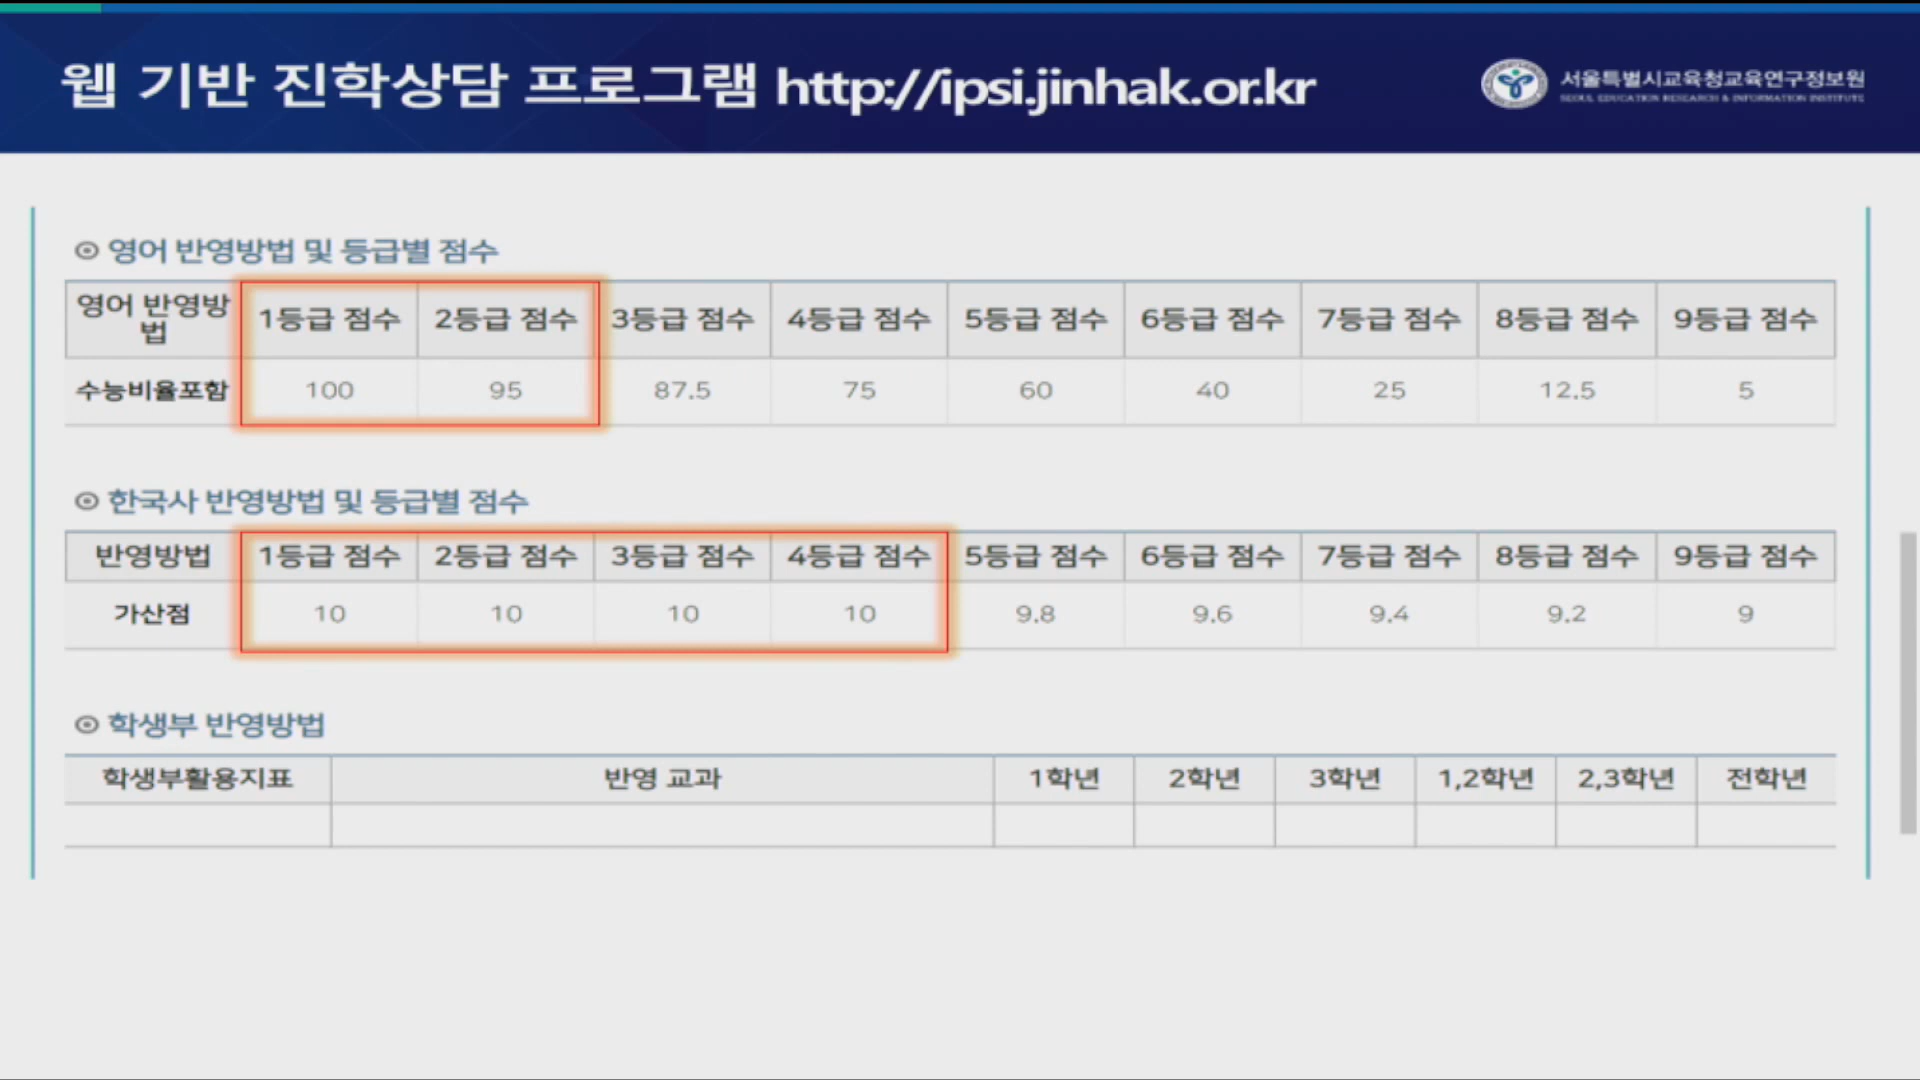 웹 기반 진학상담 프로그램 http://ipsi.jinhak.or.kr
서울특별시교육청교육연구정보원
SEOUL EDUCATION RESEARCH & INFORMATION INSTITUTE
영어 반영방법 및 등급별 점수
영어 반영방법 1등급 점수 2등급 점수 3등급 점수 4등급 점수 5등급 점수 6등급 점수 7등급 점수 8등급 점수 9등급 점수
수능비율포함 100 95 87.5 75 60 40 25 12.5 5
한국사 반영방법 및 등급별 점수
반영방법 1등급 점수 2등급 점수 3등급 점수 4등급 점수 5등급 점수 6등급 점수 7등급 점수 8등급 점수 9등급 점수
가산점 10 10 10 10 9.8 9.6 9.4 9.2 9
학생부 반영방법
학생부활용지표 반영 교과 1학년 2학년 3학년 1,2학년 2,3학년 전학년